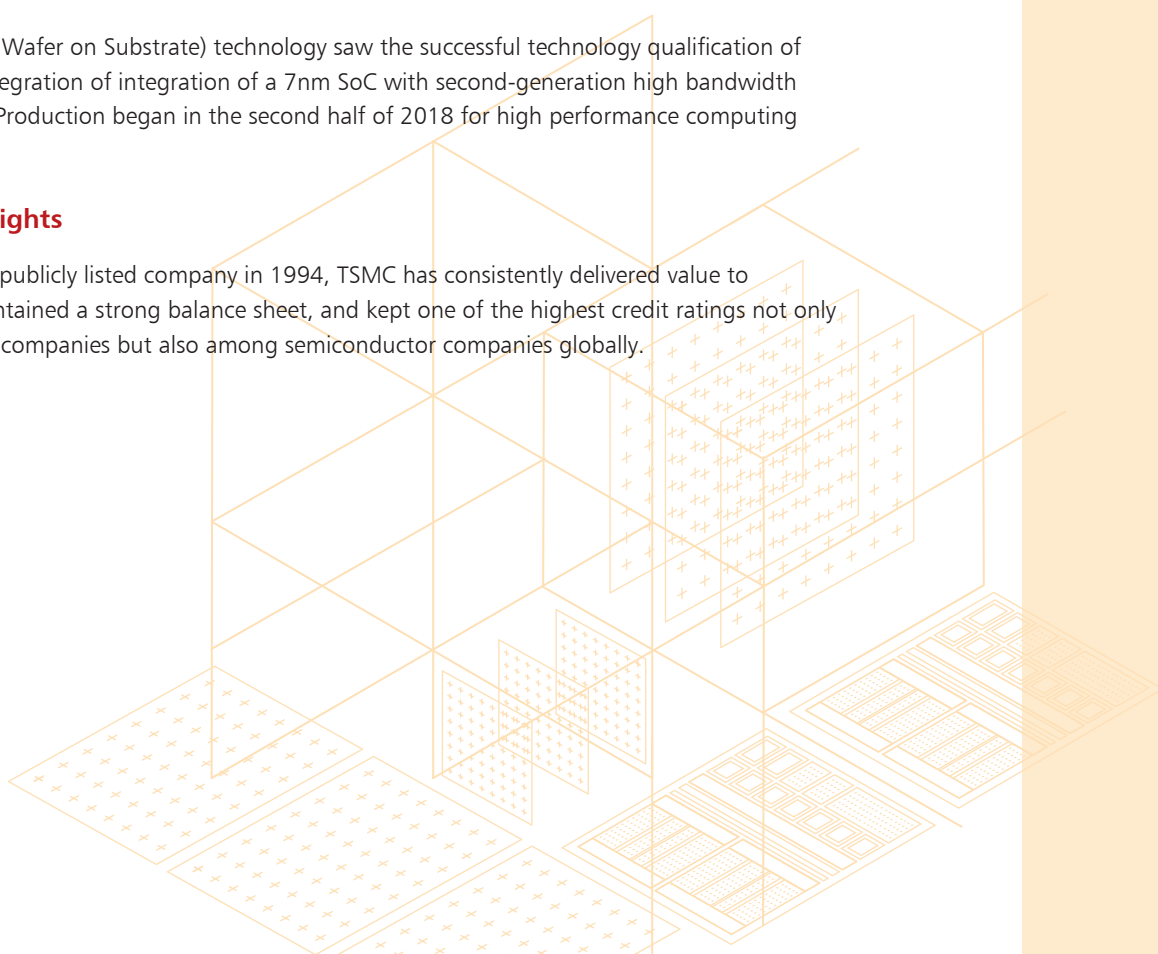 Wafer on Substrate) technology saw the successful technology qualification of
egration of integration of a 7nm SoC with second-generation high bandwidth
Production began in the second half of 2018 for high performance computing
ights
publicly listed company in 1994, TSMC has consistently delivered value to
ntained a strong balance sheet, and kept one of the highest credit ratings not only
companies but also among semiconductor companies globally.